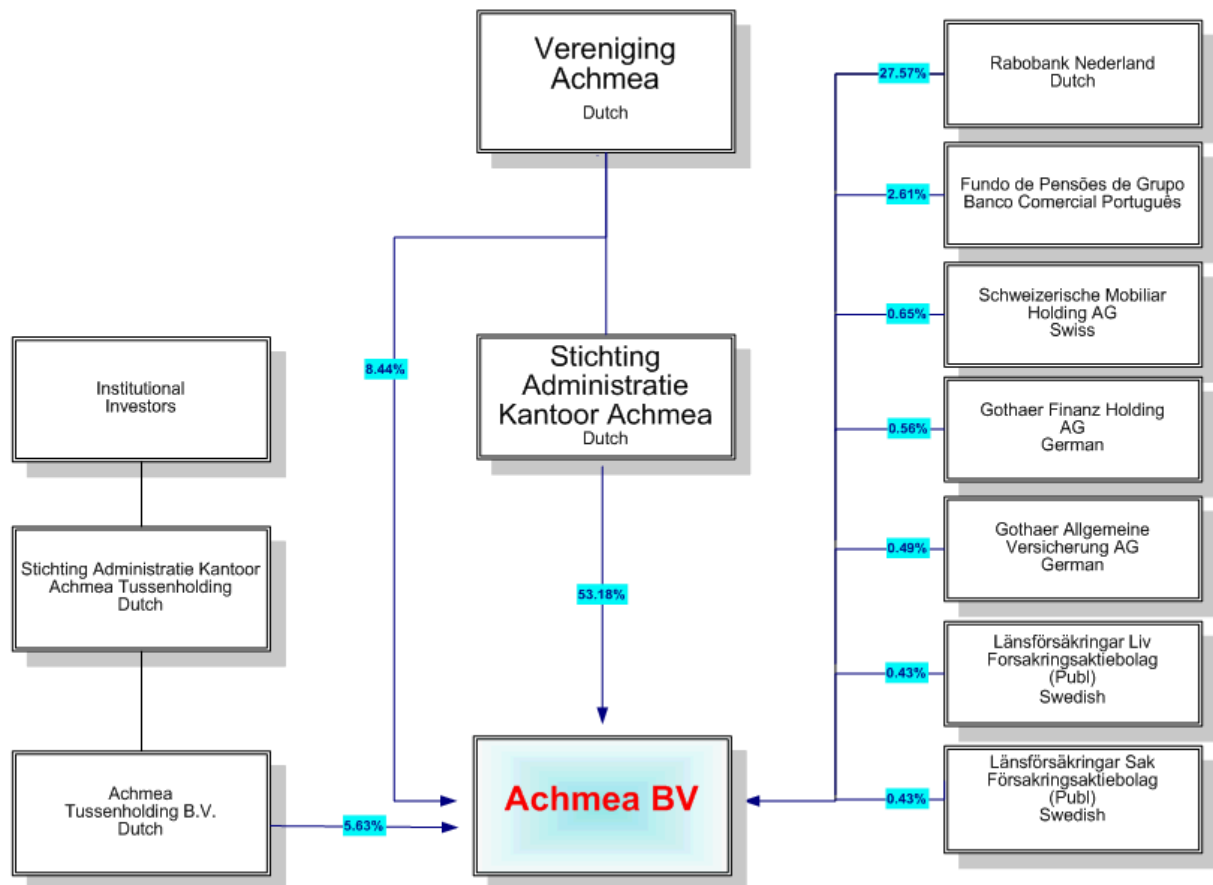 Vereniging
Achmea
Dutch
27.57%
Rabobank Nederland
Dutch
2.61%
Fundo de Pensões de Grupo
Banco Comercial Português
0.65%
Schweizerische Mobiliar
Holding AG
Swiss
Institutional
Investors
8.44%
Stichting
Administratie
Kantoor Achmea
Dutch
0.56%
Gothaer Finanz Holding
AG
German
0.49%
Gothaer Allgemeine
Versicherung AG
German
Stichting Administratie Kantoor
Achmea Tussenholding
Dutch
53.18%
0.43%
Länsförsäkringar Liv
Forsakringsaktiebolag
(Publ)
Swedish
Achmea
Tussenholding B.V.
Dutch
5.63%
Achmea BV
0.43%
Länsförsäkringar Sak
Försakringsaktiebolag
(Publ)
Swedish